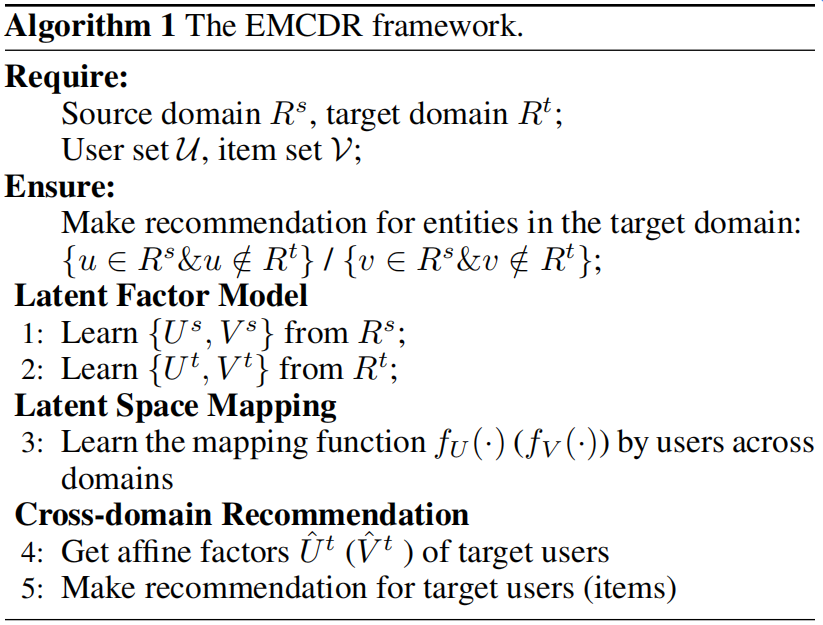 Algorithm 1 The EMCDR framework.
Require:
Source domain $R^s$, target domain $R^t$;
User set $\mathcal{U}$, item set $\mathcal{V}$;
Ensure:
Make recommendation for entities in the target domain:
$\{u \in R^s \& u \notin R^t\}$ / $\{v \in R^s \& v \notin R^t\}$;
Latent Factor Model
1: Learn $\{U^s, V^s\}$ from $R^s$;
2: Learn $\{U^t, V^t\}$ from $R^t$;
Latent Space Mapping
3: Learn the mapping function $f_U(\cdot)$ ($f_V(\cdot)$) by users across
domains
Cross-domain Recommendation
4: Get affine factors $\hat{U}^t$ ($\hat{V}^t$ ) of target users
5: Make recommendation for target users (items)